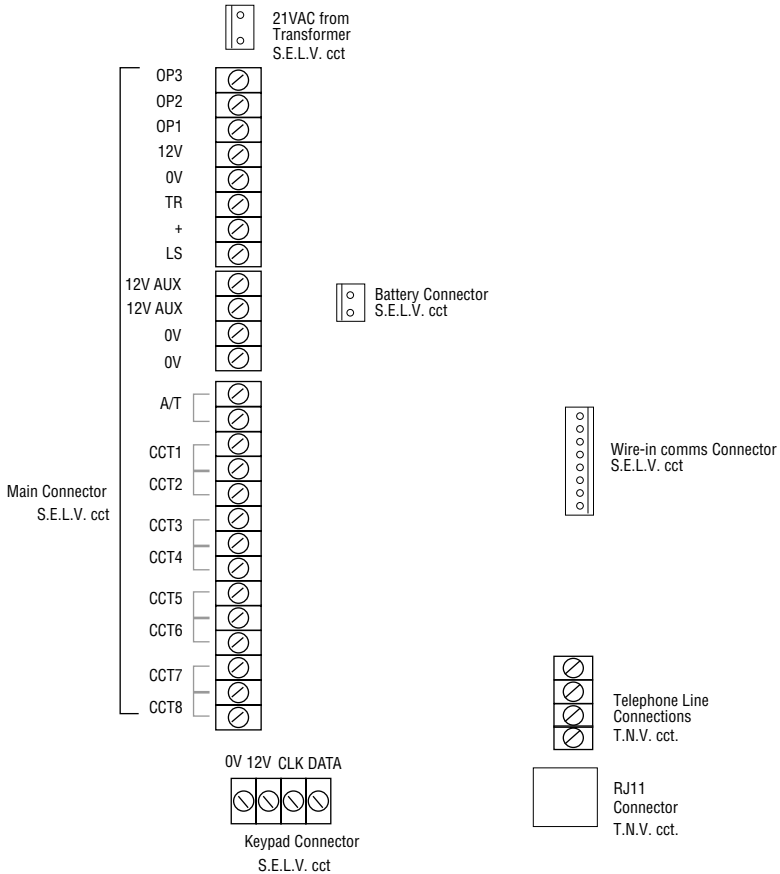 21VAC from
Transformer
S.E.L.V. cct
OP3
OP2
OP1
12V
0V
TR
+
LS
12V AUX
12V AUX
0V
0V
A/T
CCT1
CCT2
Main Connector
S.E.L.V. cct
CCT3
CCT4
CCT5
CCT6
CCT7
CCT8
Battery Connector
S.E.L.V. cct
Wire-in comms Connector
S.E.L.V. cct
Telephone Line
Connections
T.N.V. cct.
0V 12V CLK DATA
Keypad Connector
S.E.L.V. cct
RJ11
Connector
T.N.V. cct.